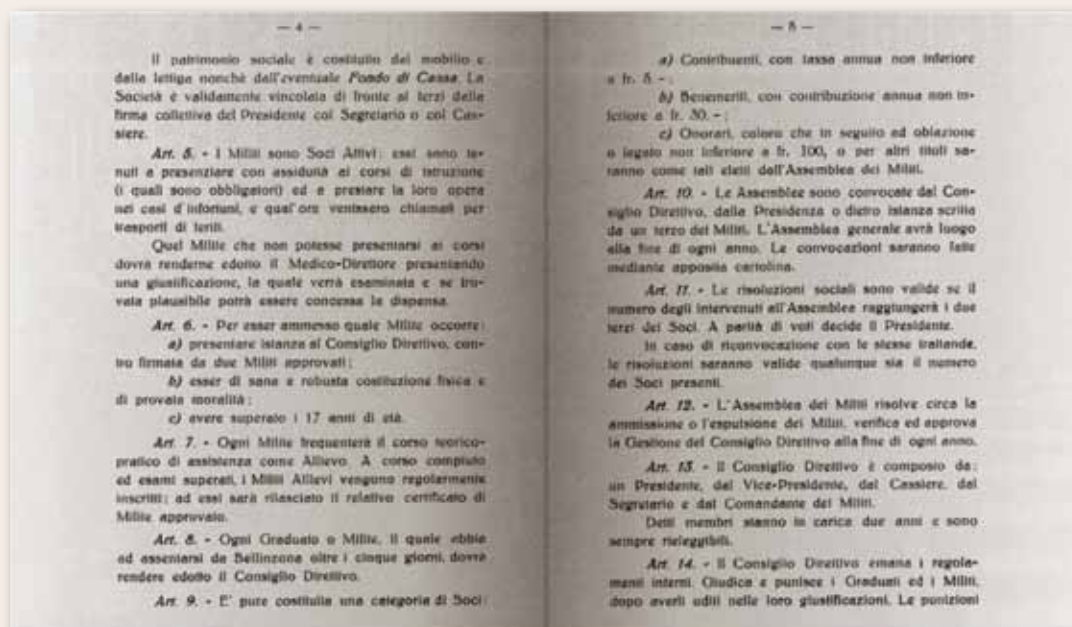 — 4 —
Il patrimonio sociale è costituito dal mobilio e
dalla lettiga nonchè dall'eventuale Fondo di Cassa. La
Società è validamente vincolata di fronte ai terzi dalla
firma collettiva del Presidente col Segretario o col Cas-
siere.
Art. 5. - I Militi sono Soci Attivi; essi sono te-
nuti a presenziare con assiduità ai corsi di istruzione
(i quali sono obbligatori) ed a prestare la loro opera
nei casi d'infortuni, e qual'ora venissero chiamati per
trasporti di feriti.
Quel Milite che non potesse presentarsi ai corsi
dovrà renderne edotto il Medico-Direttore presentando
una giustificazione, la quale verrà esaminata e se tro-
vata plausibile potrà essere concessa la dispensa.
Art. 6. - Per esser ammesso quale Milite occorre:
a) presentare istanza al Consiglio Direttivo, con-
tro firmata da due Militi approvati;
b) esser di sana e robusta costituzione fisica e
di provata moralità;
c) avere superato i 17 anni di età.
Art. 7. - Ogni Milite frequenterà il corso teorico-
pratico di assistenza come Allievo. A corso compiuto
ed esami superati, i Militi Allievi vengono regolarmente
inscritti; ad essi sarà rilasciato il relativo certificato di
Milite approvato.
Art. 8. - Ogni Graduato o Milite, il quale ebbia
ad assentarsi da Bellinzona oltre i cinque giorni, dovrà
rendere edotto il Consiglio Direttivo.
Art. 9. - E' pure costituita una categoria di Soci:
— 5 —
a) Contribuenti, con tassa annua non inferiore
a fr. 5 -;
b) Benemeriti, con contribuzione annua non in-
feriore a fr. 50. -;
c) Onorari, coloro che in seguito ad oblazione
o legato non inferiore a fr. 100, o per altri titoli sa-
ranno come tali eletti dall'Assemblea dei Militi.
Art. 10. - Le Assemblee sono convocate dal Con-
siglio Direttivo, dalla Presidenza o dietro istanza scritta
da un terzo dei Militi. L'Assemblea generale avrà luogo
alla fine di ogni anno. Le convocazioni saranno fatte
mediante apposita cartolina.
Art. 11. - Le risoluzioni sociali sono valide se il
numero degli intervenuti all'Assemblea raggiungerà i due
terzi dei Soci. A parità di voti decide il Presidente.
In caso di riconvocazione con le stesse trattande,
le risoluzioni saranno valide qualunque sia il numero
dei Soci presenti.
Art. 12. - L'Assemblea dei Militi risolve circa la
ammissione o l'espulsione dei Militi, verifica ed approva
la Gestione del Consiglio Direttivo alla fine di ogni anno.
Art. 13. - Il Consiglio Direttivo è composto da:
un Presidente, dal Vice-Presidente, dal Cassiere, dal
Segretario e dal Comandante dei Militi.
Detti membri stanno in carica due anni e sono
sempre rieleggibili.
Art. 14. - Il Consiglio Direttivo emana i regola-
menti interni. Giudica e punisce i Graduati ed i Militi,
dopo averli uditi nelle loro giustificazioni. Le punizioni